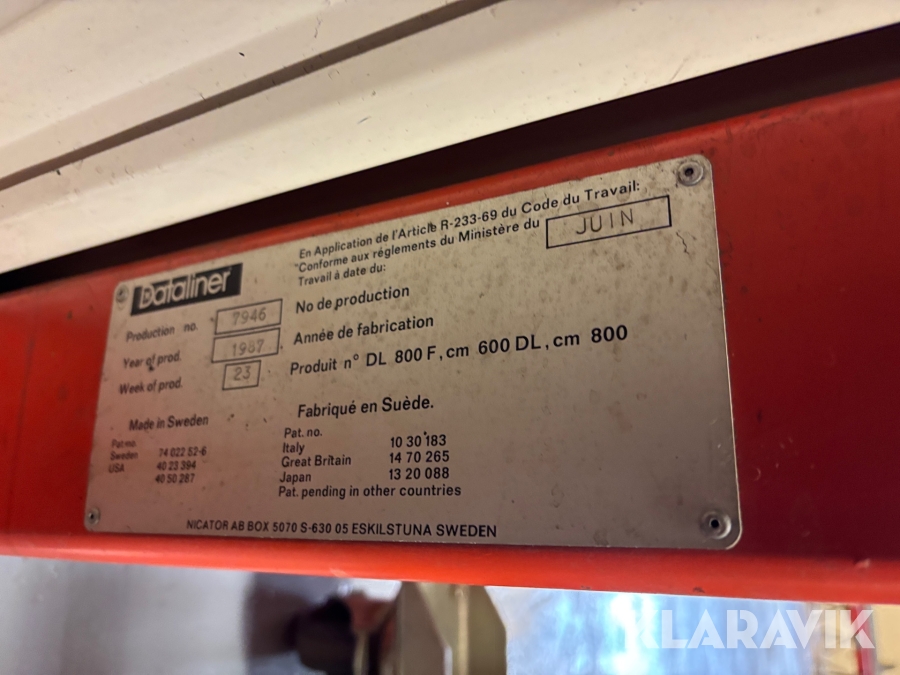 En Application de l'Article R-233-69 du Code du Travail:
"Conforme aux réglements du Ministère du JUIN
Travail à date du:
Dataliner
Production no. 7946 No de production
Year of prod. 1987 Année de fabrication
Week of prod. 23 Produit n° DL 800 F, cm 600 DL, cm 800
Made in Sweden Fabriqué en Suède.
Pat. no.
Sweden 74 022 52-6
USA 40 23 394
40 50 287
Pat. no.
Italy 10 30 183
Great Britain 14 70 265
Japan 13 20 088
Pat. pending in other countries
NICATOR AB BOX 5070 S-630 05 ESKILSTUNA SWEDEN
KLARAVIK